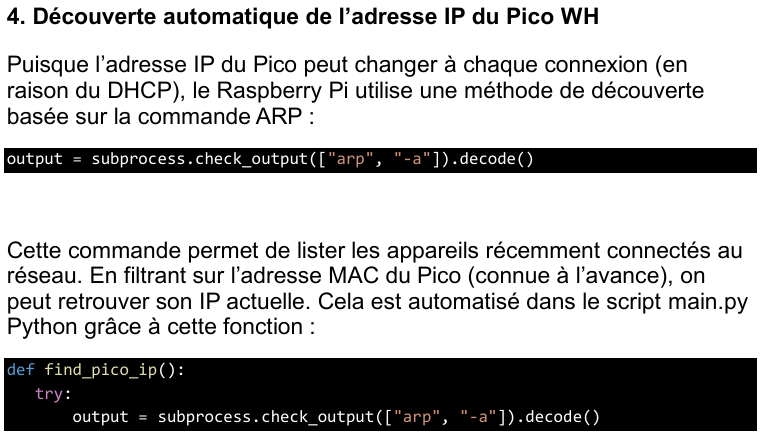 4. Découverte automatique de l’adresse IP du Pico WH
Puisque l’adresse IP du Pico peut changer à chaque connexion (en
raison du DHCP), le Raspberry Pi utilise une méthode de découverte
basée sur la commande ARP :
output = subprocess.check_output(["arp", "-a"]).decode()
Cette commande permet de lister les appareils récemment connectés au
réseau. En filtrant sur l’adresse MAC du Pico (connue à l’avance), on
peut retrouver son IP actuelle. Cela est automatisé dans le script main.py
Python grâce à cette fonction :
def find_pico_ip():
    try:
        output = subprocess.check_output(["arp", "-a"]).decode()